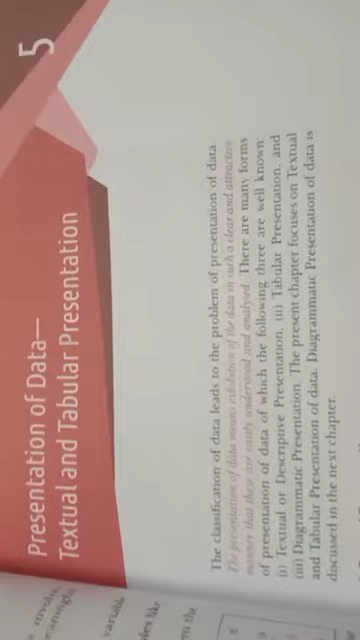 5
Presentation of Data—
Textual and Tabular Presentation
The classification of data leads to the problem of presentation of data
The presentation of data means exhibition of the data in such a clear and attractive
manner that these are easily understood and analysed. There are many forms
of presentation of data of which the following three are well known:
(i) Textual or Descriptive Presentation, (ii) Tabular Presentation, and
(iii) Diagrammatic Presentation. The present chapter focuses on Textual
and Tabular Presentation of data. Diagrammatic Presentation of data is
discussed in the next chapter.
variable